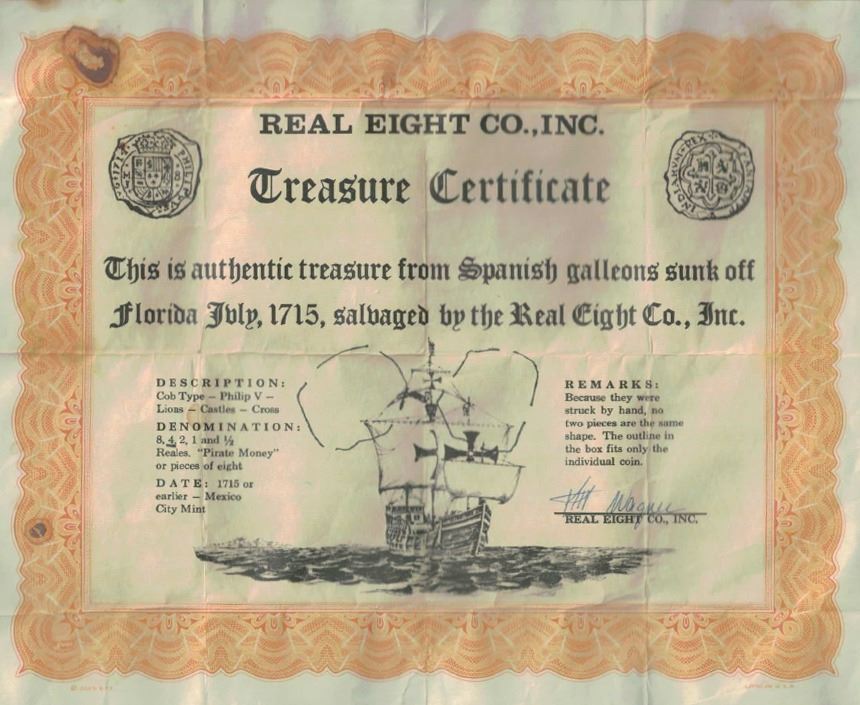 REAL EIGHT CO., INC.
Treasure Certificate
This is authentic treasure from Spanish galleons sunk off
Florida Jvly, 1715, salvaged by the Real Eight Co., Inc.
DESCRIPTION:
Cob Type – Philip V –
Lions – Castles – Cross
DENOMINATION:
8, 4, 2, 1 and ½
Reales. "Pirate Money"
or pieces of eight
DATE: 1715 or
earlier – Mexico
City Mint
REMARKS:
Because they were
struck by hand, no
two pieces are the same
shape. The outline in
the box fits only the
individual coin.
Wagner
REAL EIGHT CO., INC.